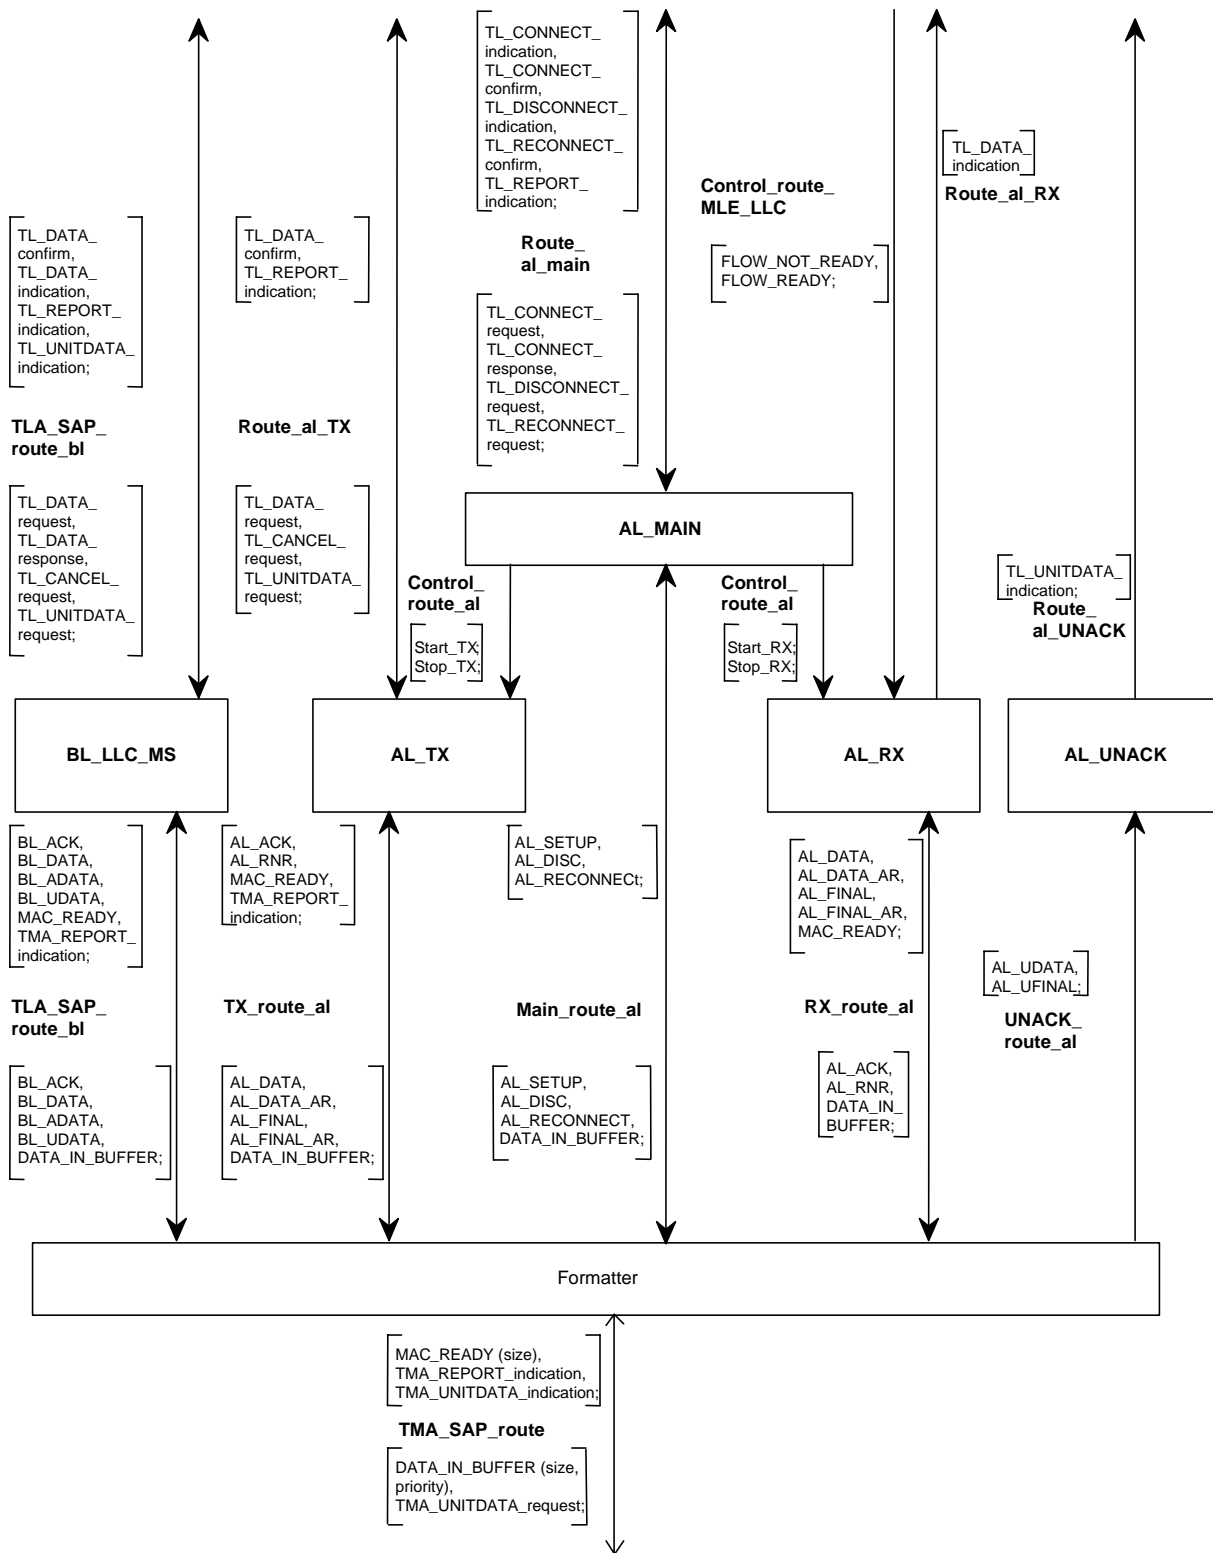 TL_CONNECT_
indication,
TL_CONNECT_
confirm,
TL_DISCONNECT_
indication,
TL_RECONNECT_
confirm,
TL_REPORT_
indication;
TL_DATA_
indication
Route_al_RX
Control_route_
MLE_LLC
TL_DATA_
confirm,
TL_DATA_
indication,
TL_REPORT_
indication,
TL_UNITDATA_
indication;
TL_DATA_
confirm,
TL_REPORT_
indication;
Route_
al_main
FLOW_NOT_READY,
FLOW_READY;
TL_CONNECT_
request,
TL_CONNECT_
response,
TL_DISCONNECT_
request,
TL_RECONNECT_
request;
TLA_SAP_
route_bl
Route_al_TX
TL_DATA_
request,
TL_DATA_
response,
TL_CANCEL_
request,
TL_UNITDATA_
request;
TL_DATA_
request,
TL_CANCEL_
request,
TL_UNITDATA_
request;
AL_MAIN
Control_
route_al
Start_TX;
Stop_TX;
Control_
route_al
Start_RX;
Stop_RX;
TL_UNITDATA_
indication;
Route_
al_UNACK
BL_LLC_MS
AL_TX
AL_RX
AL_UNACK
BL_ACK,
BL_DATA,
BL_ADATA,
BL_UDATA,
MAC_READY,
TMA_REPORT_
indication;
AL_ACK,
AL_RNR,
MAC_READY,
TMA_REPORT_
indication;
AL_SETUP,
AL_DISC,
AL_RECONNECt;
AL_DATA,
AL_DATA_AR,
AL_FINAL,
AL_FINAL_AR,
MAC_READY;
AL_UDATA,
AL_UFINAL;
TLA_SAP_
route_bl
TX_route_al
Main_route_al
RX_route_al
UNACK_
route_al
BL_ACK,
BL_DATA,
BL_ADATA,
BL_UDATA,
DATA_IN_BUFFER;
AL_DATA,
AL_DATA_AR,
AL_FINAL,
AL_FINAL_AR,
DATA_IN_BUFFER;
AL_SETUP,
AL_DISC,
AL_RECONNECT,
DATA_IN_BUFFER;
AL_ACK,
AL_RNR,
DATA_IN_
BUFFER;
Formatter
MAC_READY (size),
TMA_REPORT_indication,
TMA_UNITDATA_indication;
TMA_SAP_route
DATA_IN_BUFFER (size,
priority),
TMA_UNITDATA_request;